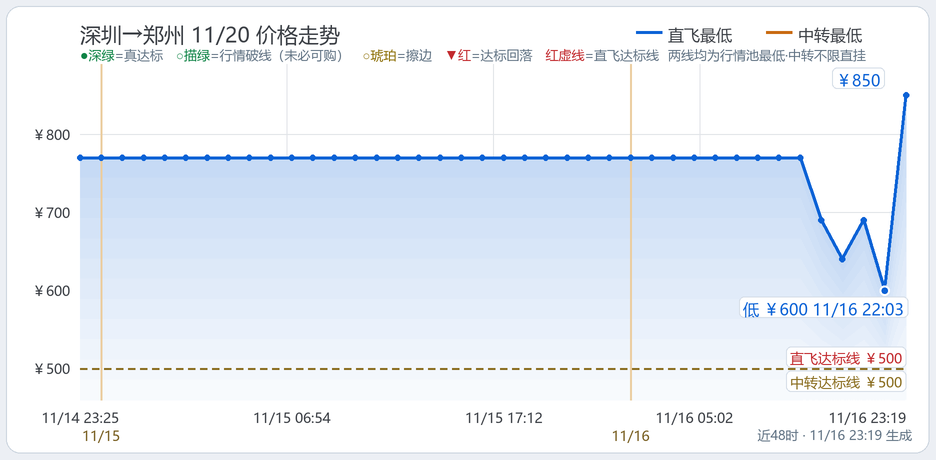 深圳→郑州 11/20 价格走势
直飞最低 中转最低
●深绿=真达标 ○描绿=行情破线（未必可购） ○琥珀=擦边 ▼红=达标回落 红虚线=直飞达标线 两线均为行情池最低·中转不限直挂
¥850
¥800
¥700
¥600
低 ¥600 11/16 22:03
直飞达标线 ¥500
¥500
中转达标线 ¥500
11/14 23:25 11/15 06:54 11/15 17:12 11/16 05:02 11/16 23:19
11/15 11/16 近48时 · 11/16 23:19 生成